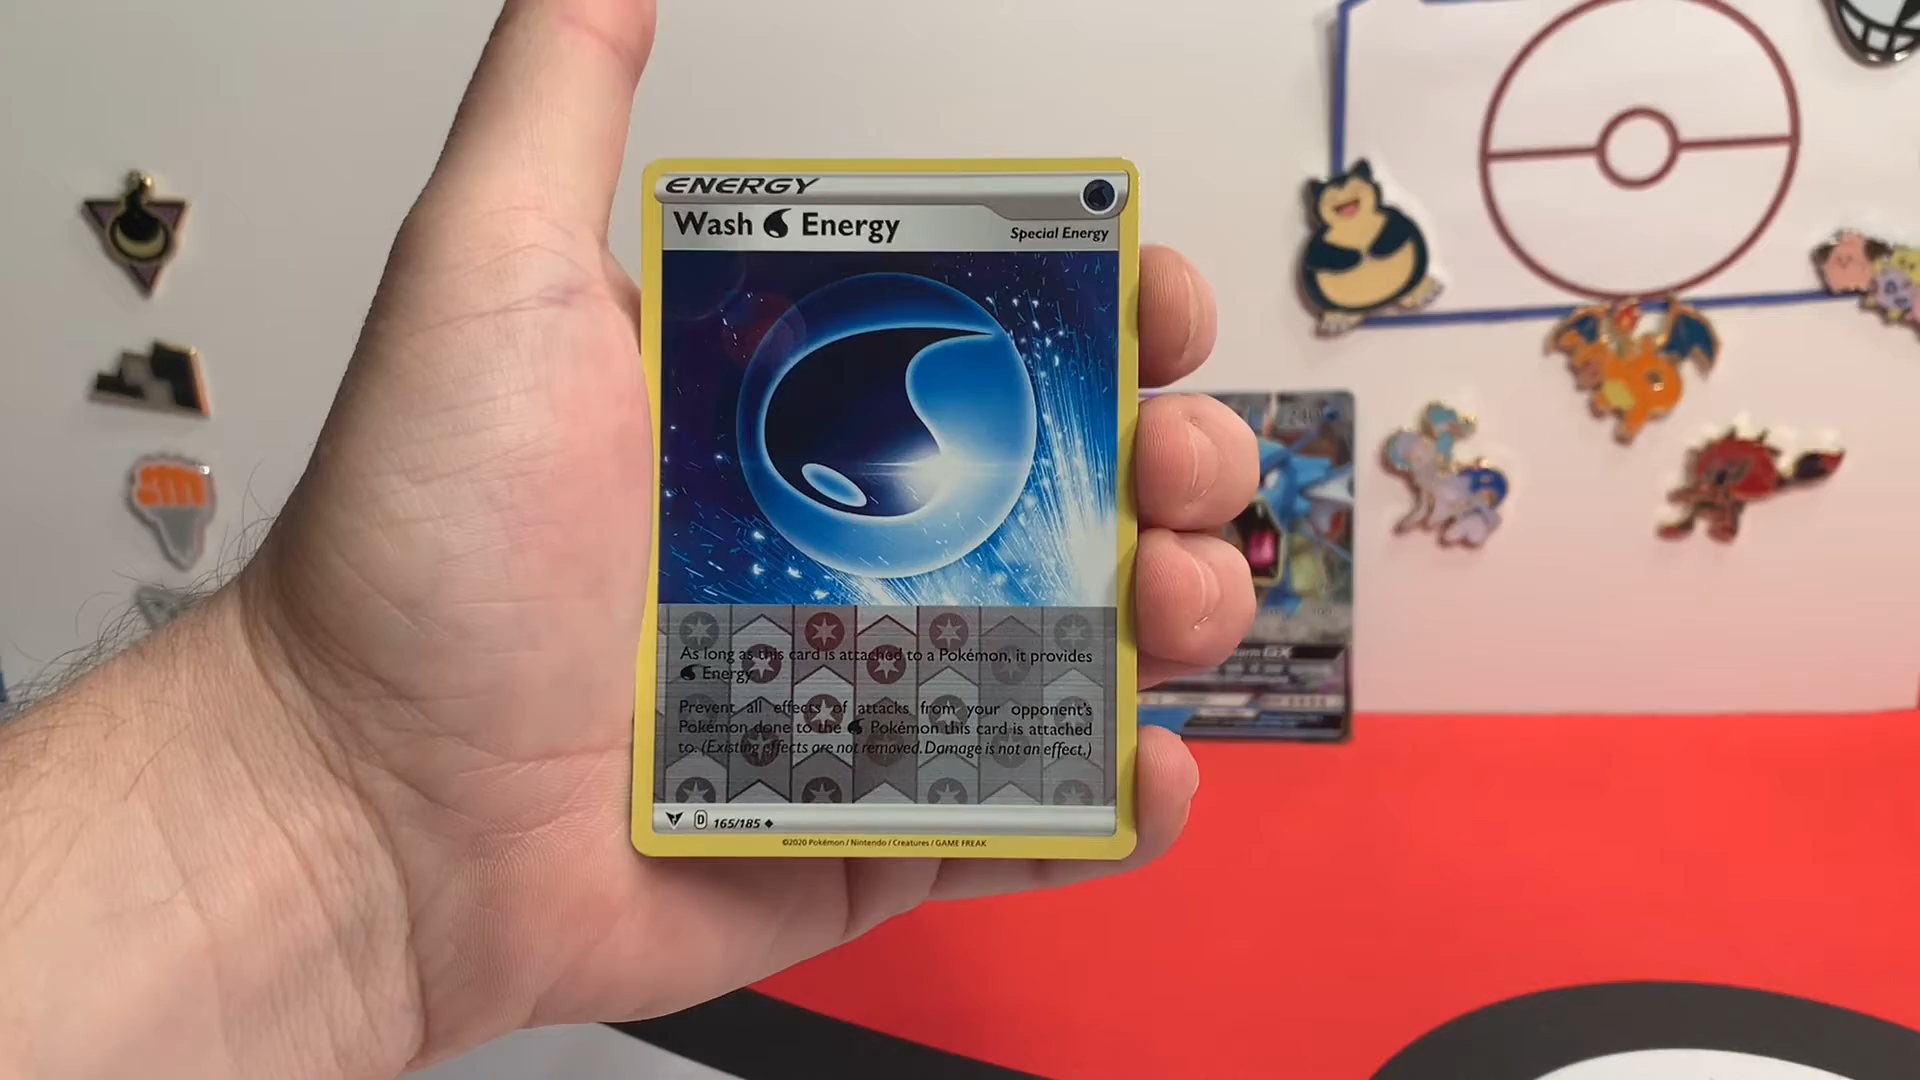 ENERGY
Wash Energy
Special Energy
As long as this card is attached to a Pokémon, it provides
Energy.
Prevent all effects of attacks from your opponent's
Pokémon done to the Pokémon this card is attached
to. (Existing effects are not removed. Damage is not an effect.)
D 165/185
©2020 Pokémon / Nintendo / Creatures / GAME FREAK